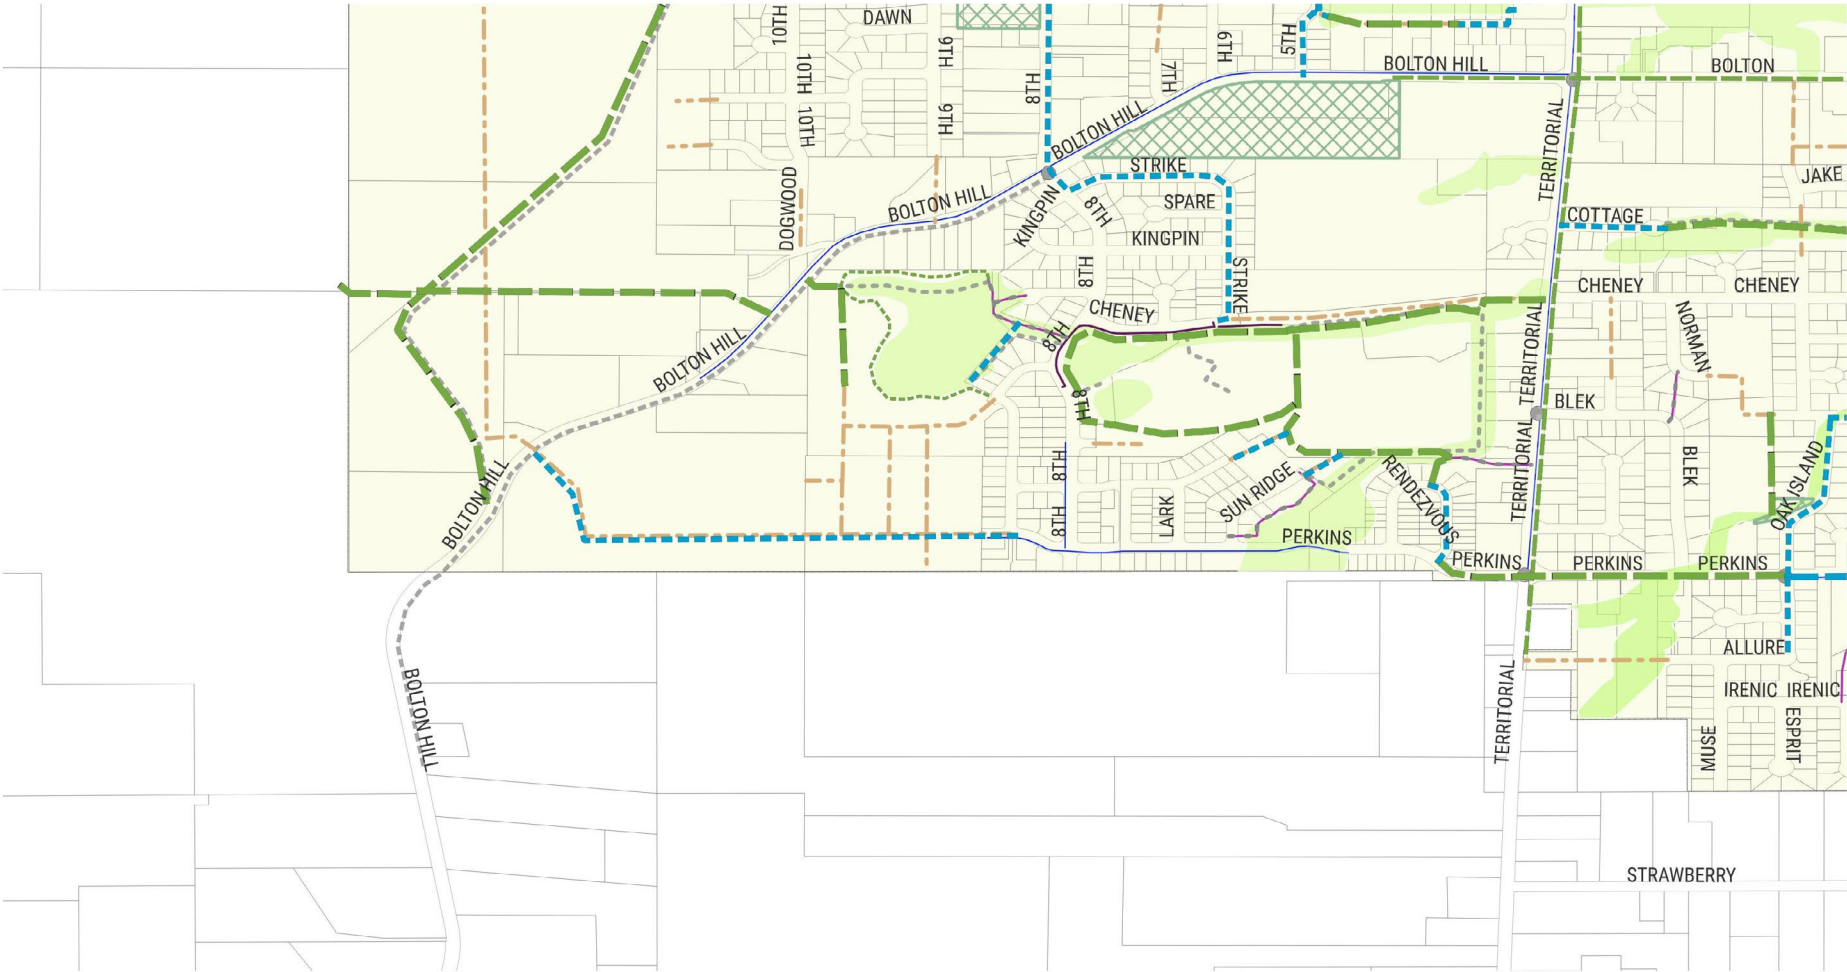 DAWN
10TH
10TH
10TH
9TH
9TH
8TH
7TH
6TH
5TH
BOLTON HILL
BOLTON
BOLTON HILL
TERRITORIAL
STRIKE
JAKE
DOGWOOD
BOLTON HILL
KINGPIN
8TH
SPARE
COTTAGE
KINGPIN
8TH
STRIKE
CHENEY
CHENEY
CHENEY
BOLTON HILL
8TH
TERRITORIAL
NORMAN
8TH
BLEK
BOLTON HILL
8TH
SUN RIDGE
RENDEZVOUS
TERRITORIAL
BLEK
OAK ISLAND
8TH
LARK
PERKINS
PERKINS
PERKINS
PERKINS
ALLURE
BOLTON HILL
TERRITORIAL
IRENIC
IRENIC
MUSE
ESPRIT
STRAWBERRY